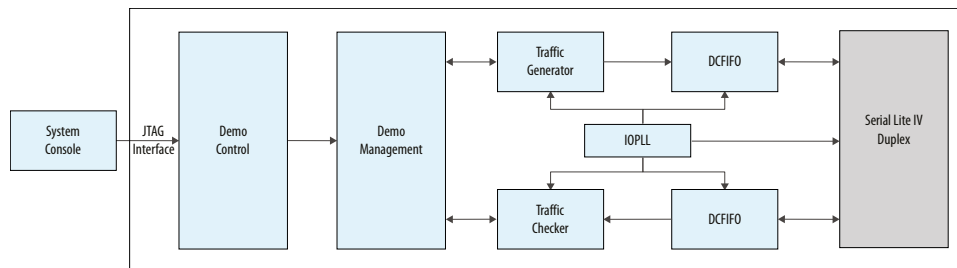 System
Console
JTAG
Interface
Demo
Control
Demo
Management
Traffic
Generator
DCFIFO
IOPLL
Traffic
Checker
DCFIFO
Serial Lite IV
Duplex